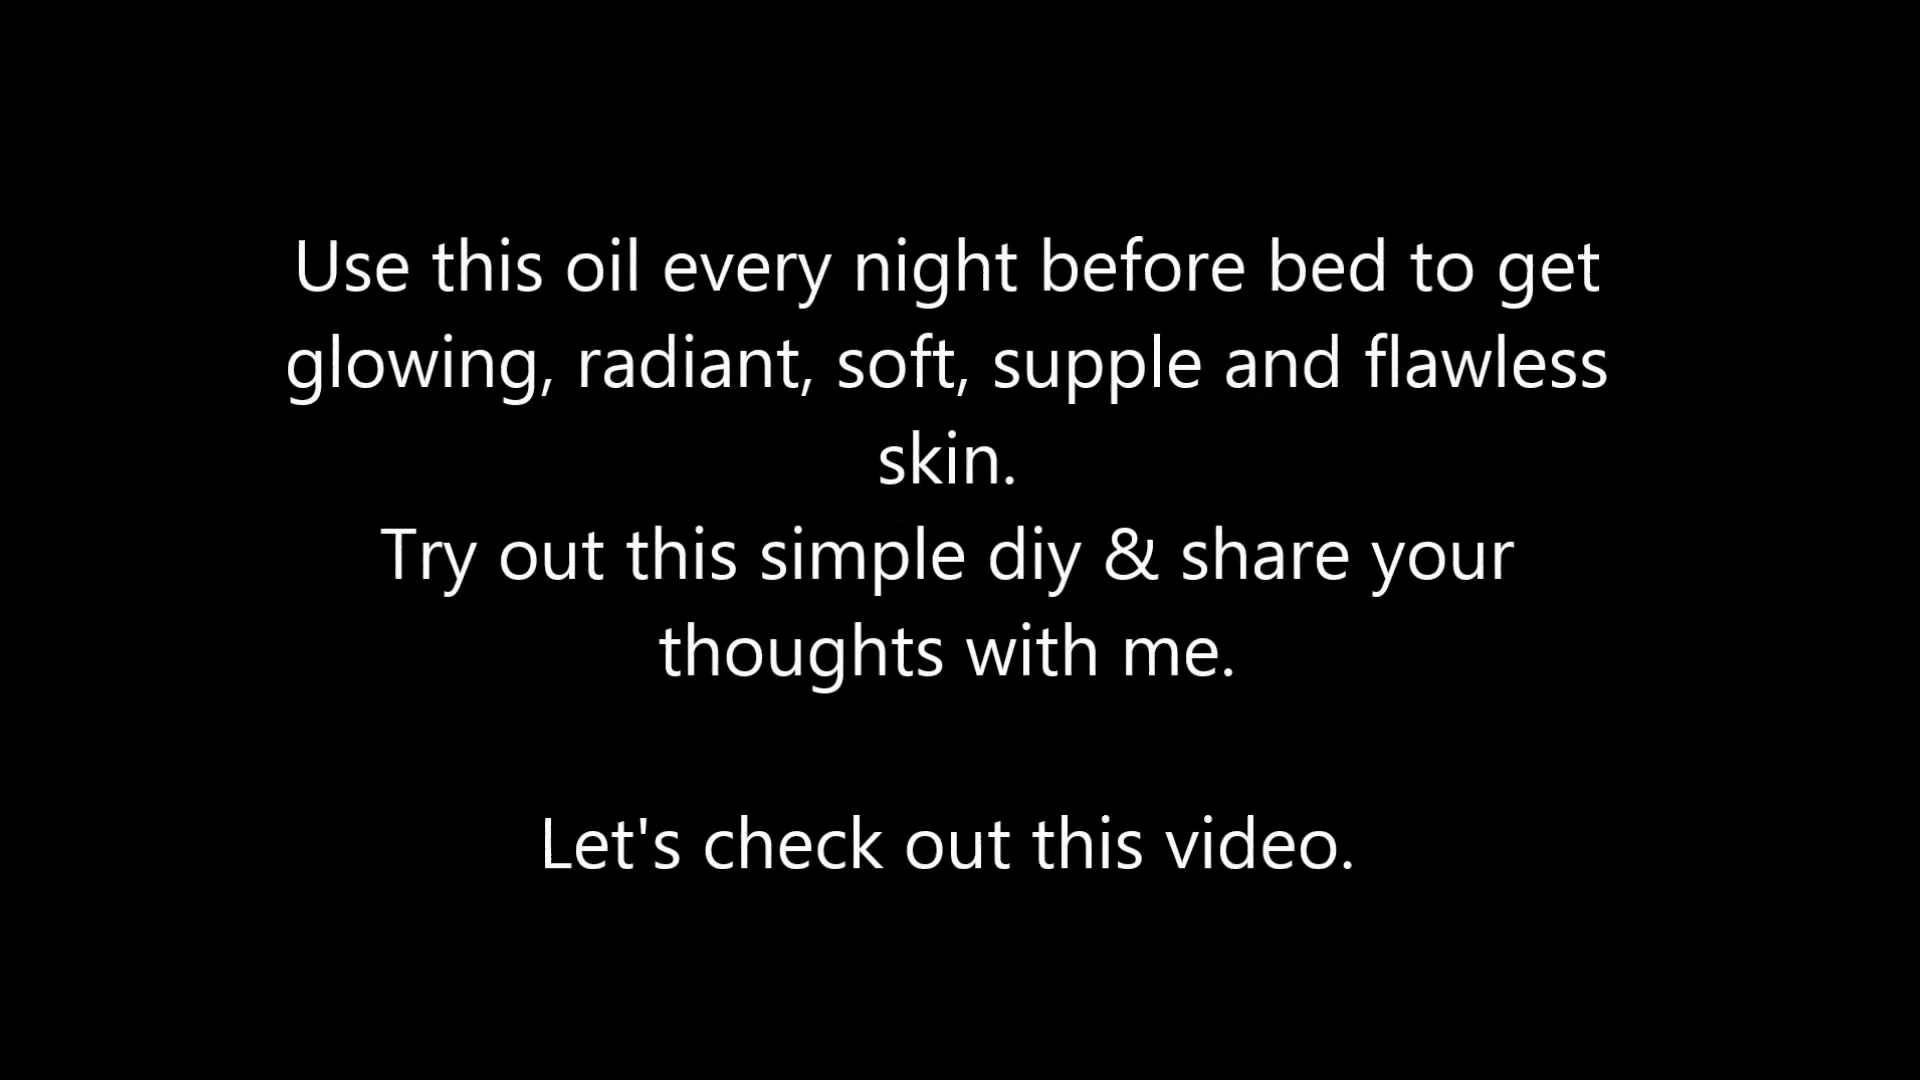 Use this oil every night before bed to get
glowing, radiant, soft, supple and flawless
skin.
Try out this simple diy & share your
thoughts with me.
Let's check out this video.